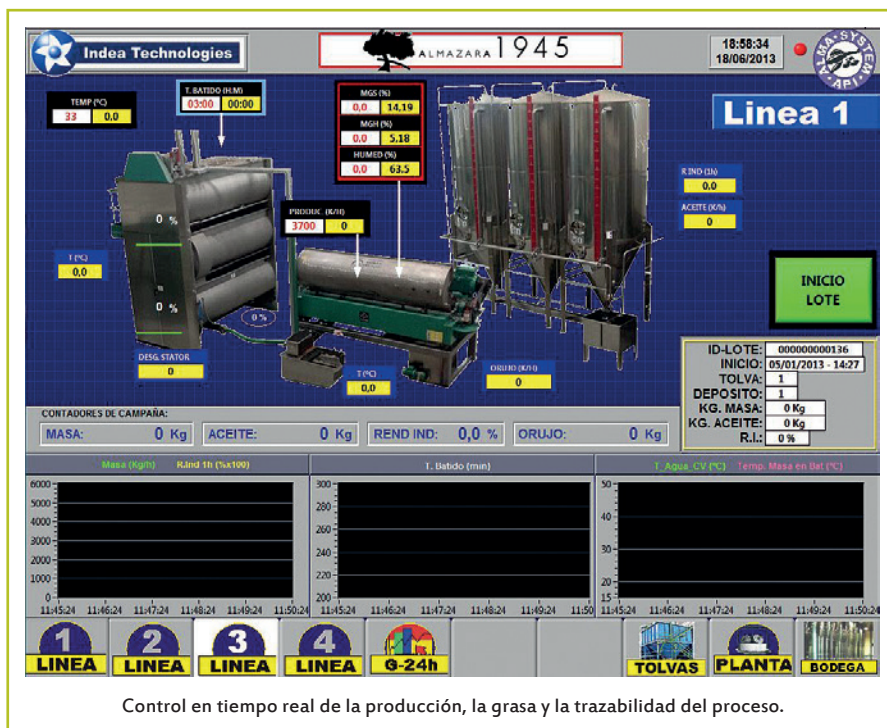 Indea Technologies
ALMAZARA 1945
18:58:34
18/06/2013
ALMA-SYSTEM
API
Linea 1
TEMP (ºC)
33 0,0
T. BATIDO (H.M)
03:00 00:00
MGS (%)
0,0 14,19
MGH (%)
0,0 5.18
HUMED (%)
0,0 63.5
R.IND (1h)
0.0
ACEITE (K/h)
0
PRODUC. (K/H)
3700 0
0 %
T (ºC)
0,0
0 %
0 %
INICIO
LOTE
DESG. STATOR
0
T (ºC)
0,0
ORUJO (K/H)
0
ID-LOTE: 000000000136
INICIO: 05/01/2013 - 14:27
TOLVA: 1
DEPOSITO: 1
KG. MASA: 0 Kg
KG. ACEITE: 0 Kg
R.I.: 0 %
CONTADORES DE CAMPAÑA:
MASA: 0 Kg ACEITE: 0 Kg REND IND: 0,0 % ORUJO: 0 Kg
Masa (Kg/h) R.Ind 1h (%x100)
6000
5000
4000
3000
2000
1000
0
11:45:24 11:46:24 11:47:24 11:48:24 11:49:24 11:50:24
T. Batido (min)
300
280
260
240
220
200
11:45:24 11:46:24 11:47:24 11:48:24 11:49:24 11:50
T_Agua_CV (ºC) Temp. Masa en Bat (ºC)
50
40
30
20
15
11:45:24 11:46:24 11:47:24 11:48:24 11:49:24 11:50:24
1 LINEA
2 LINEA
3 LINEA
4 LINEA
G-24h
TOLVAS
PLANTA
BODEGA
Control en tiempo real de la producción, la grasa y la trazabilidad del proceso.